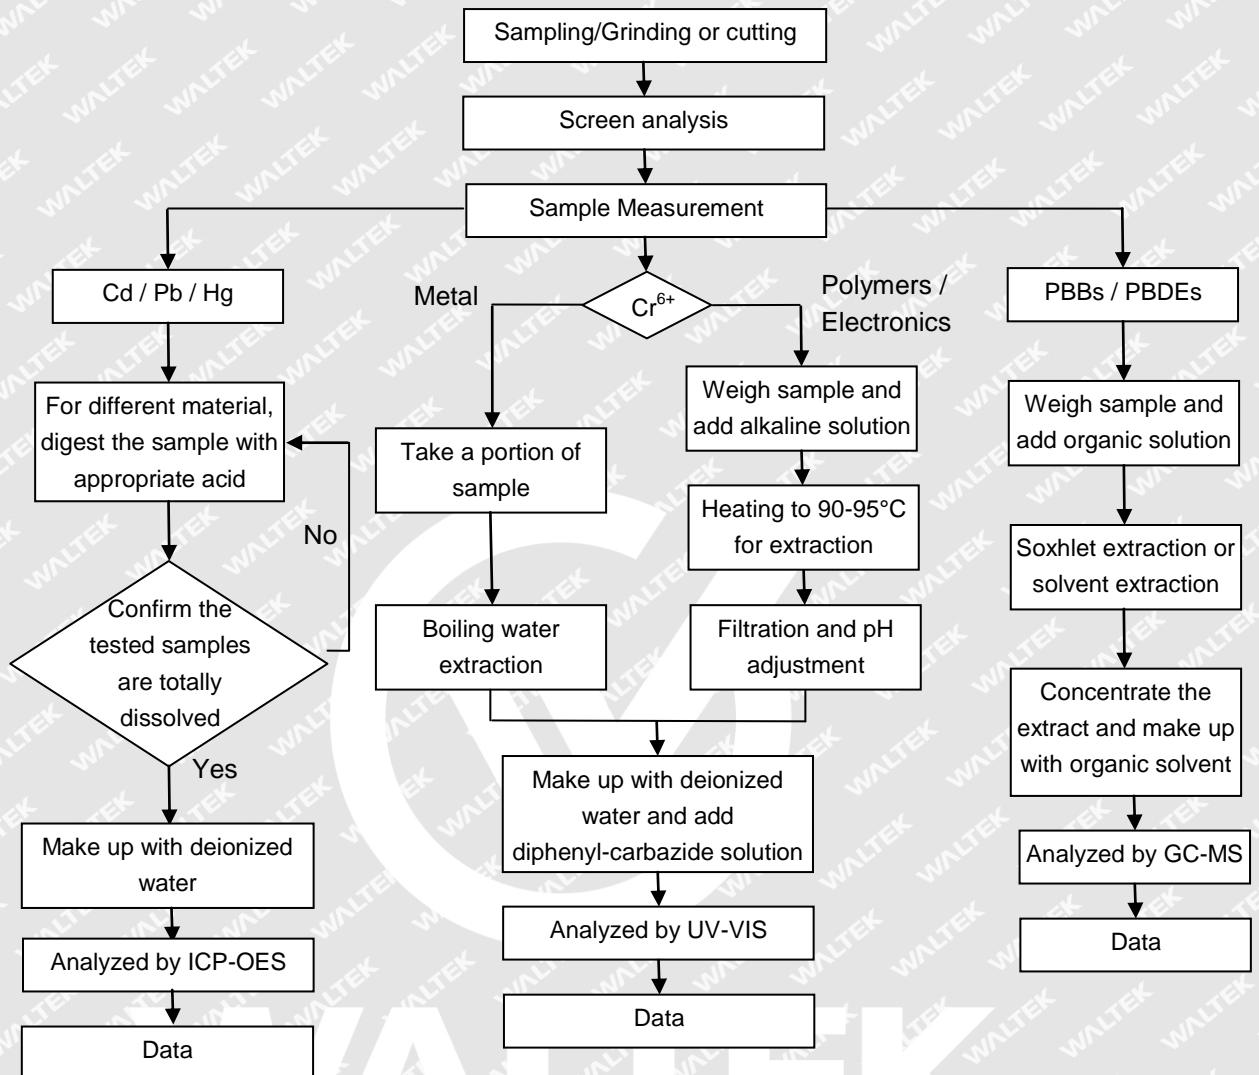 Sampling/Grinding or cutting
Screen analysis
Sample Measurement
Cd / Pb / Hg
For different material,
digest the sample with
appropriate acid
No
Confirm the
tested samples
are totally
dissolved
Yes
Make up with deionized
water
Analyzed by ICP-OES
Data
Cr⁶⁺
Metal
Take a portion of
sample
Boiling water
extraction
Polymers /
Electronics
Weigh sample and
add alkaline solution
Heating to 90-95°C
for extraction
Filtration and pH
adjustment
Make up with deionized
water and add
diphenyl-carbazide solution
Analyzed by UV-VIS
Data
PBBs / PBDEs
Weigh sample and
add organic solution
Soxhlet extraction or
solvent extraction
Concentrate the
extract and make up
with organic solvent
Analyzed by GC-MS
Data
WALTEK